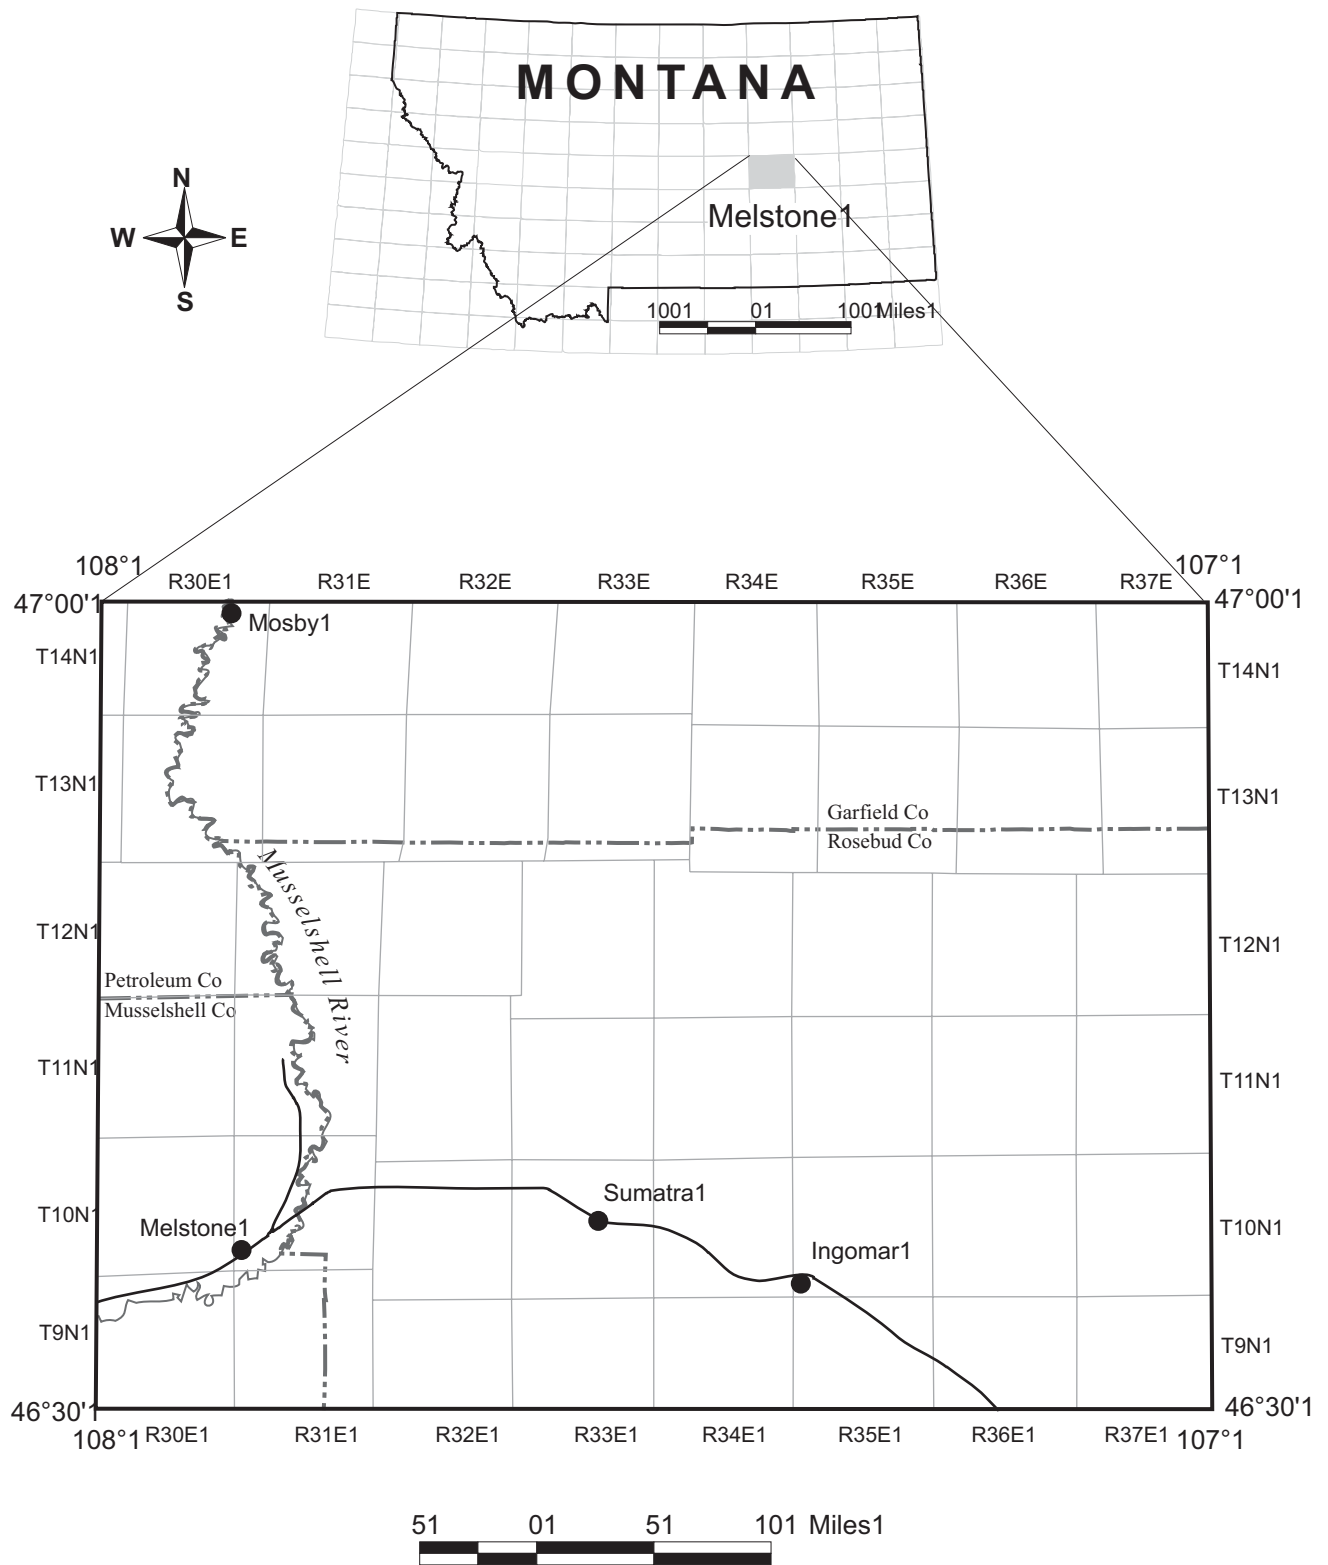 MONTANA
N
W E
S
Melstone1
1001 01 1001 Miles1
108°1 107°1
R30E1 R31E R32E R33E R34E R35E R36E R37E
47°00'1 47°00'1
Mosby1
T14N1 T14N1
T13N1 T13N1
Garfield Co
Rosebud Co
Musselshell River
T12N1 T12N1
Petroleum Co
Musselshell Co
T11N1 T11N1
Sumatra1
T10N1 T10N1
Melstone1
Ingomar1
T9N1 T9N1
46°30'1 46°30'1
108°1 R30E1 R31E1 R32E1 R33E1 R34E1 R35E1 R36E1 R37E1 107°1
51 01 51 101 Miles1